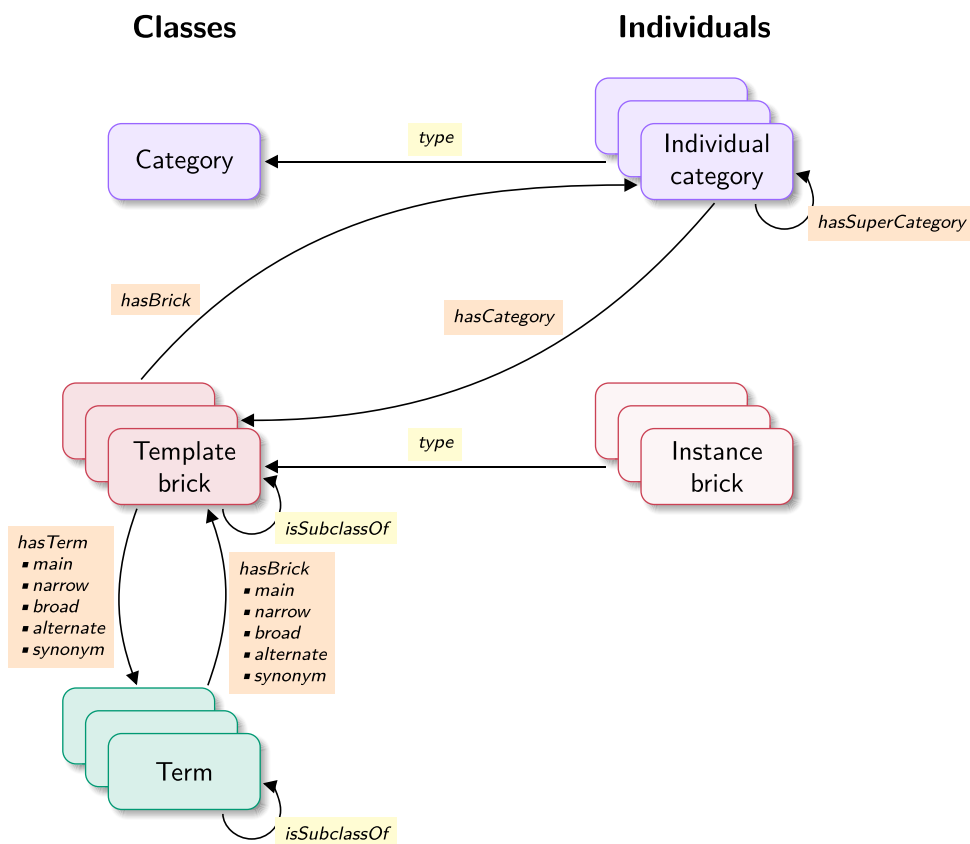 Classes
Individuals
type
Category
Individual
category
hasSuperCategory
hasBrick
hasCategory
type
Template
brick
Instance
brick
isSubclassOf
hasTerm
▪ main
▪ narrow
▪ broad
▪ alternate
▪ synonym
hasBrick
▪ main
▪ narrow
▪ broad
▪ alternate
▪ synonym
Term
isSubclassOf